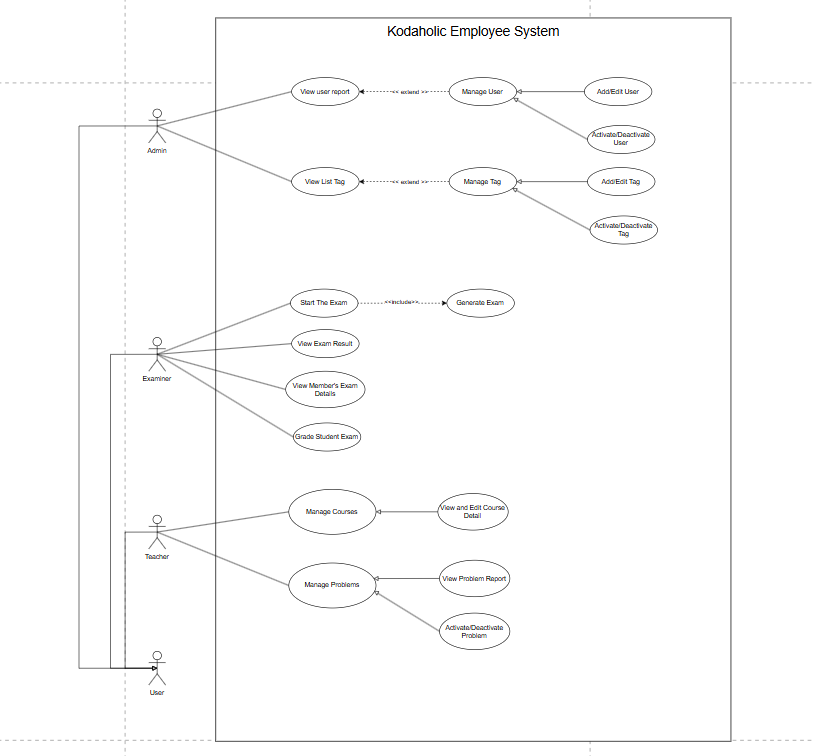 Kodaholic Employee System
View user report
<< extend >>
Manage User
Add/Edit User
Activate/Deactivate
User
Admin
View List Tag
<< extend >>
Manage Tag
Add/Edit Tag
Activate/Deactivate
Tag
Start The Exam
<<include>>
Generate Exam
View Exam Result
Examiner
View Member's Exam
Details
Grade Student Exam
Manage Courses
View and Edit Course
Detail
Teacher
Manage Problems
View Problem Report
Activate/Deactivate
Problem
User